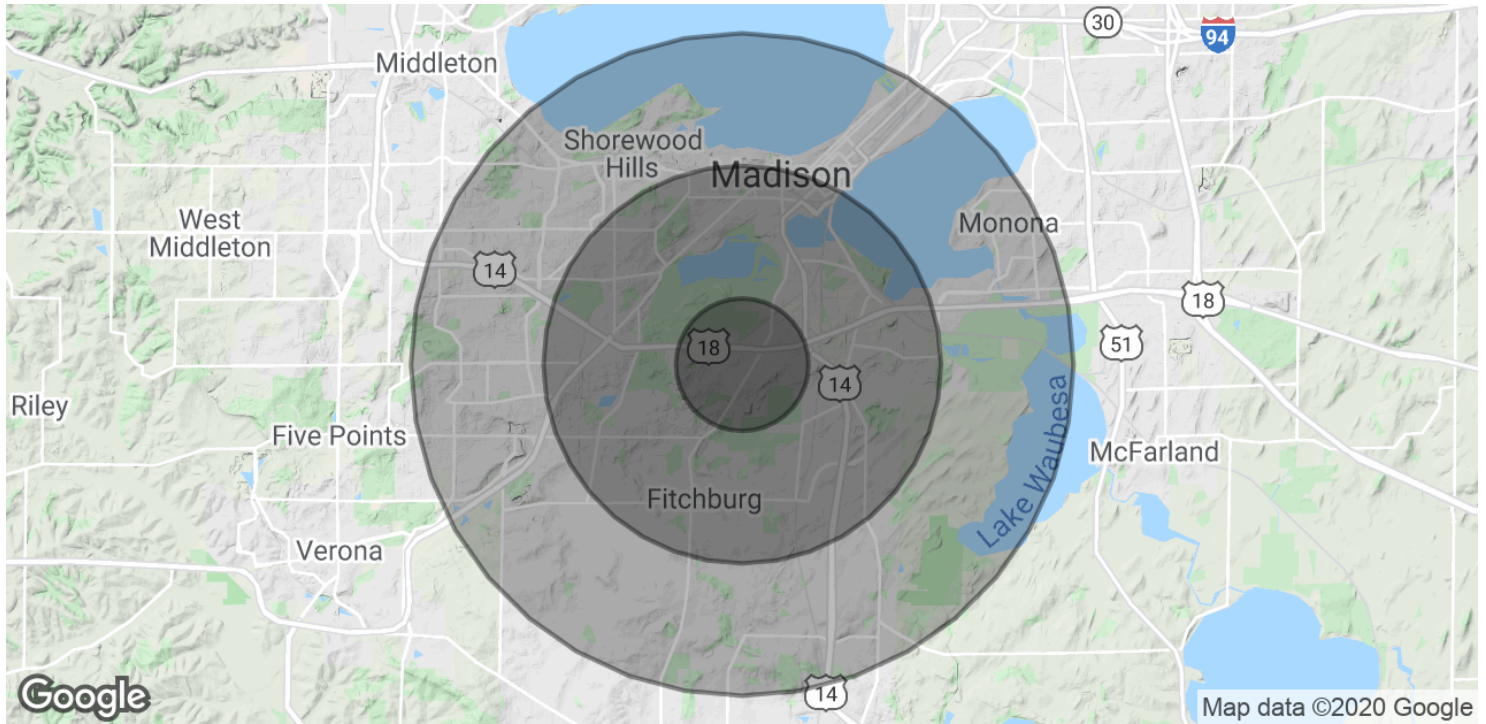 30
94
Middleton
Shorewood
Hills
Madison
West
Middleton
Monona
14
18
18
51
14
Riley
Five Points
McFarland
Lake Waubesa
Fitchburg
Verona
14
Google
Map data ©2020 Google